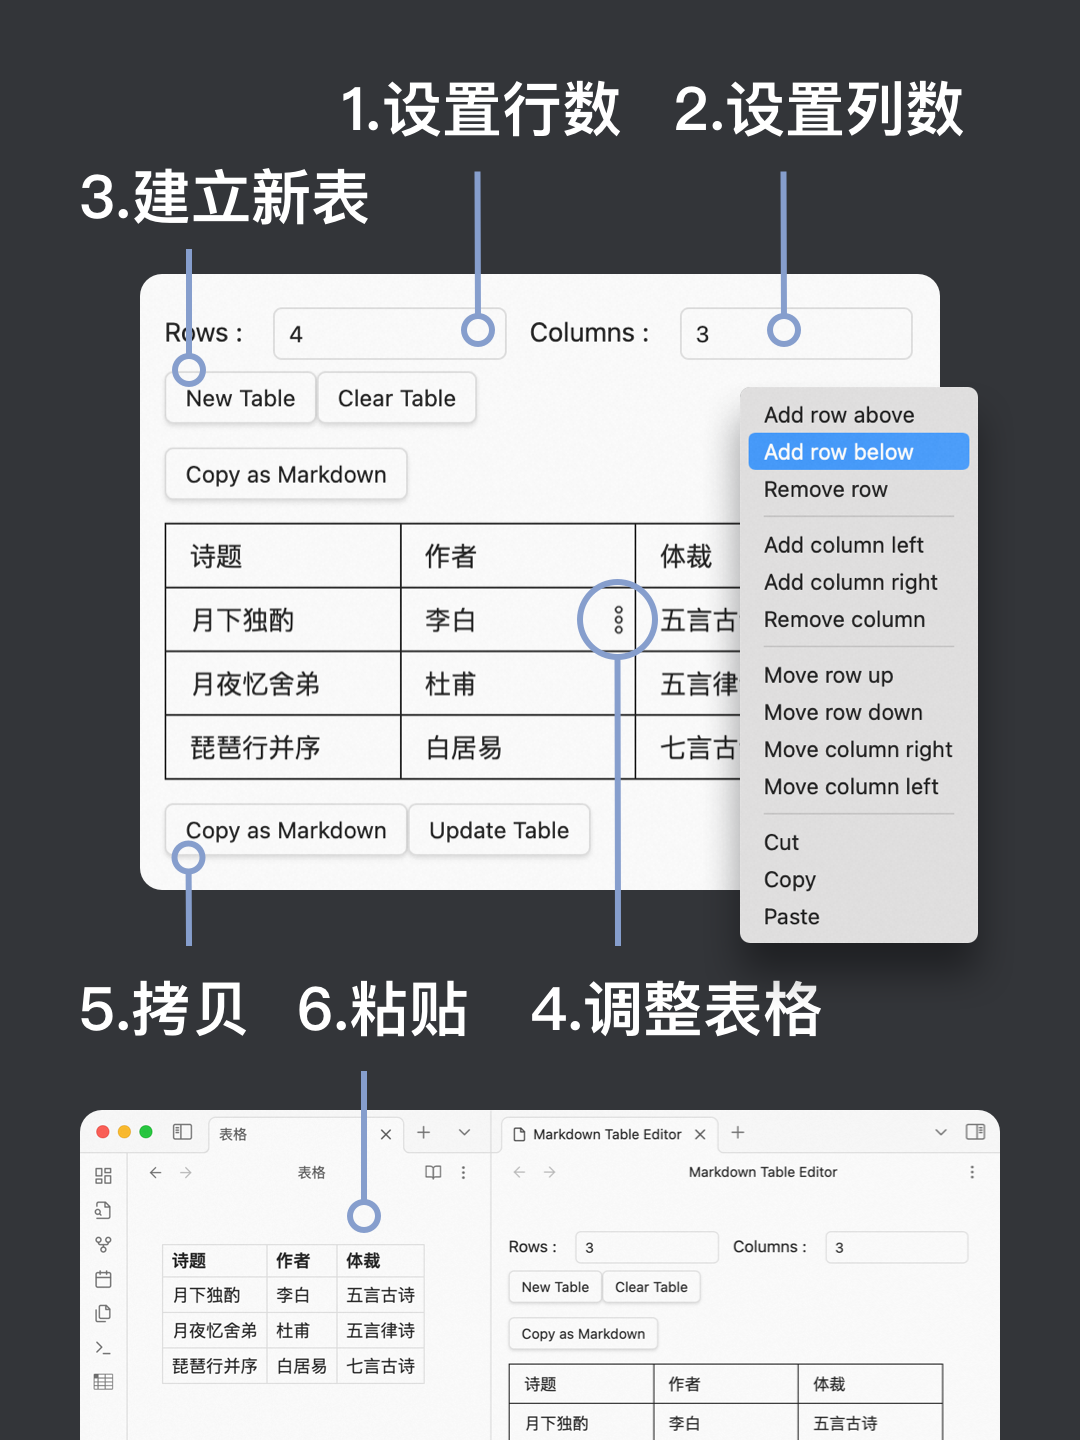 1.设置行数 2.设置列数
3.建立新表
Rows : 4 Columns : 3
New Table Clear Table
Copy as Markdown
诗题 作者 体裁
月下独酌 李白 五言古
月夜忆舍弟 杜甫 五言律
琵琶行并序 白居易 七言古
Copy as Markdown Update Table
Add row above
Add row below
Remove row
Add column left
Add column right
Remove column
Move row up
Move row down
Move column right
Move column left
Cut
Copy
Paste
5.拷贝 6.粘贴 4.调整表格
表格
表格
诗题 作者 体裁
月下独酌 李白 五言古诗
月夜忆舍弟 杜甫 五言律诗
琵琶行并序 白居易 七言古诗
Markdown Table Editor
Markdown Table Editor
Rows : 3 Columns : 3
New Table Clear Table
Copy as Markdown
诗题 作者 体裁
月下独酌 李白 五言古诗